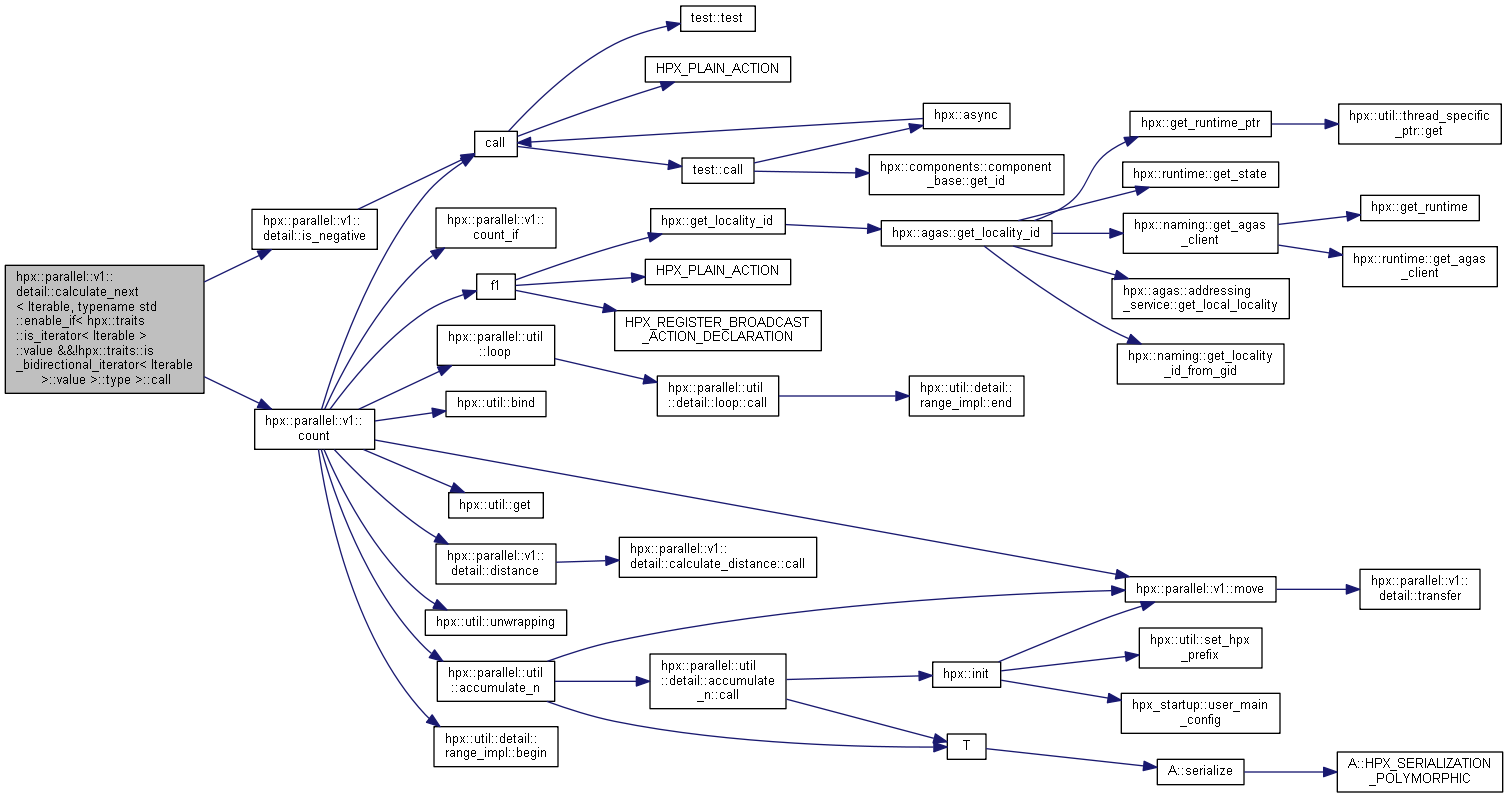 test::test
HPX_PLAIN_ACTION
hpx::async
call
test::call
hpx::components::component
_base::get_id
hpx::get_runtime_ptr
hpx::util::thread_specific
_ptr::get
hpx::runtime::get_state
hpx::parallel::v1::
detail::is_negative
hpx::parallel::v1::
count_if
hpx::get_locality_id
hpx::agas::get_locality_id
hpx::naming::get_agas
_client
hpx::get_runtime
hpx::runtime::get_agas
_client
hpx::parallel::v1::
detail::calculate_next
< Iterable, typename std
::enable_if< hpx::traits
::is_iterator< Iterable >
::value &&!hpx::traits::is
_bidirectional_iterator< Iterable
>::value >::type >::call
f1
HPX_PLAIN_ACTION
HPX_REGISTER_BROADCAST
_ACTION_DECLARATION
hpx::agas::addressing
_service::get_local_locality
hpx::naming::get_locality
_id_from_gid
hpx::parallel::util
::loop
hpx::parallel::util
::detail::loop::call
hpx::util::detail::
range_impl::end
hpx::parallel::v1::
count
hpx::util::bind
hpx::util::get
hpx::parallel::v1::
detail::distance
hpx::parallel::v1::
detail::calculate_distance::call
hpx::parallel::v1::move
hpx::parallel::v1::
detail::transfer
hpx::util::unwrapping
hpx::parallel::util
::accumulate_n
hpx::parallel::util
::detail::accumulate
_n::call
hpx::init
hpx::util::set_hpx
_prefix
hpx_startup::user_main
_config
hpx::util::detail::
range_impl::begin
T
A::serialize
A::HPX_SERIALIZATION
_POLYMORPHIC